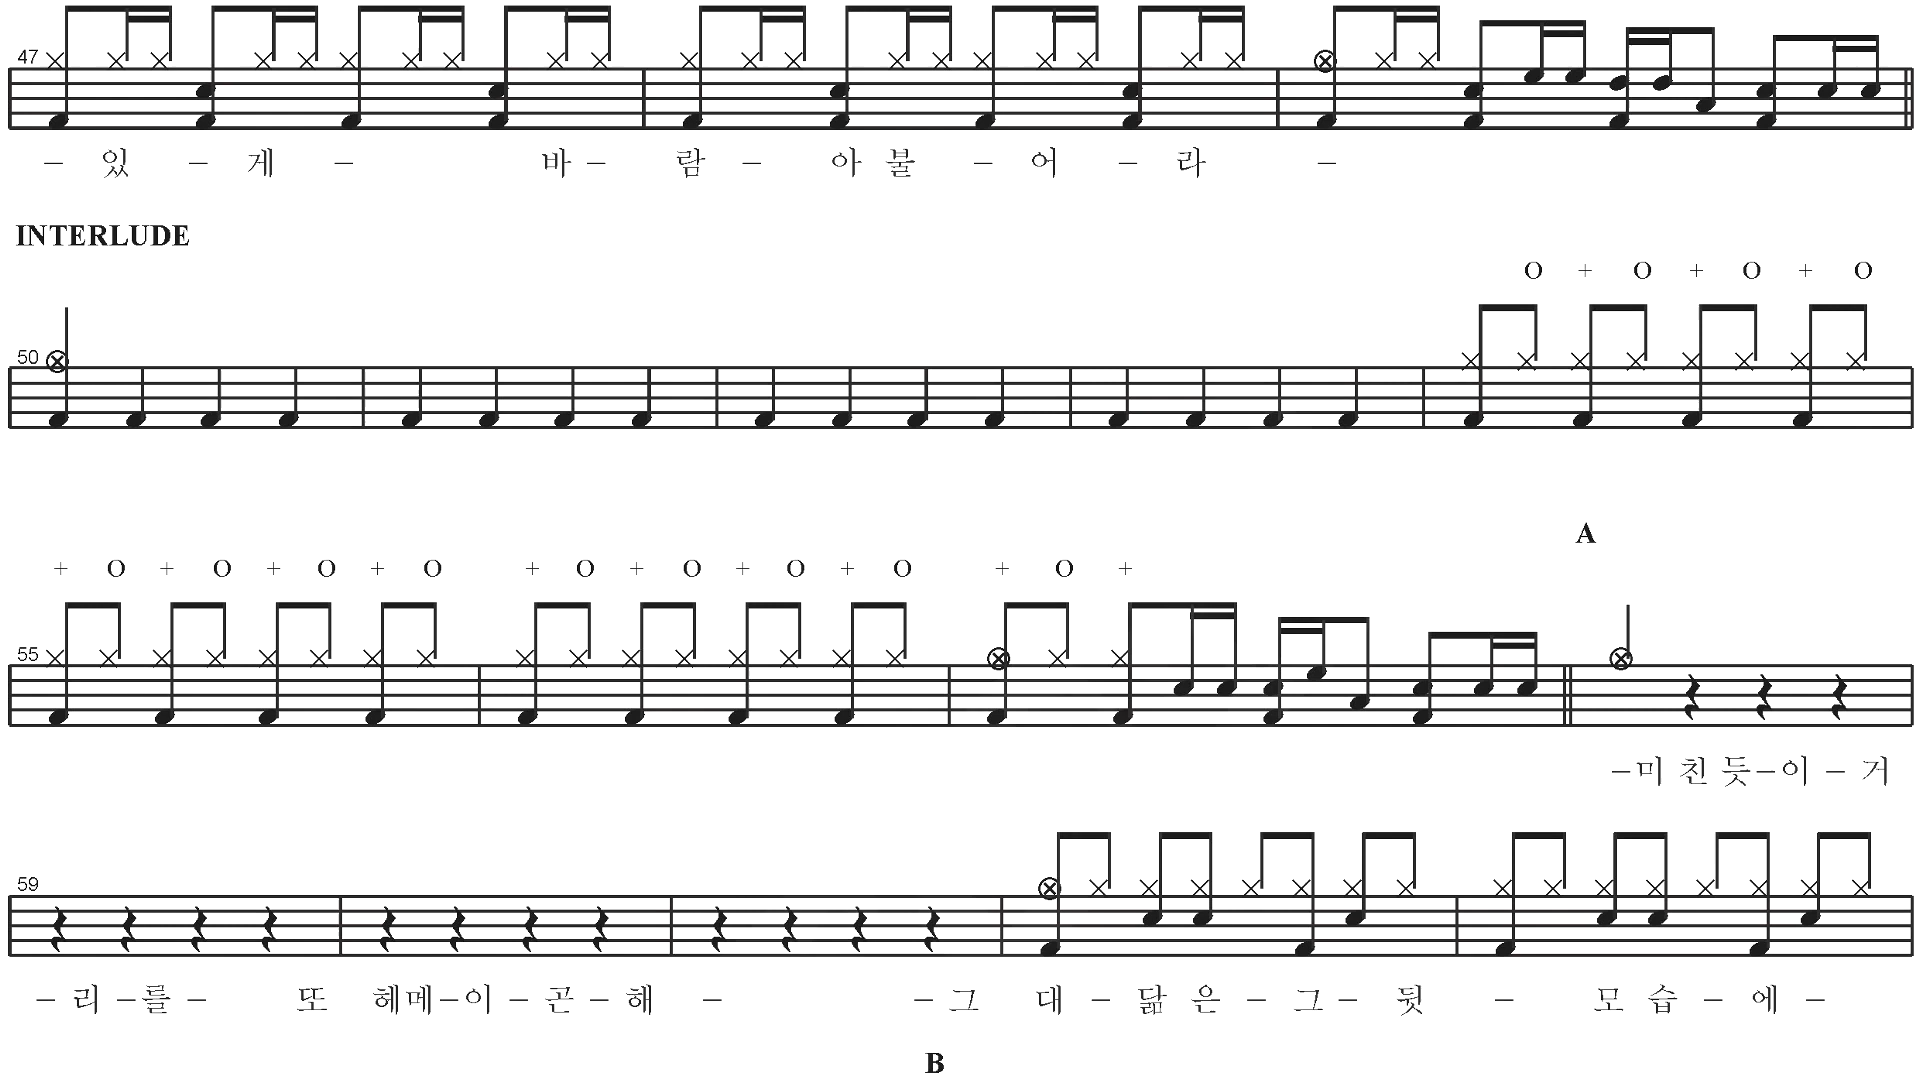 47
– 있 – 게 – 바 – 람 – 아 불 – 어 – 라 –
INTERLUDE
O + O + O + O
50
A
+ O + O + O + O + O + O + O + O + O +
55
–미 친 듯–이 – 거
59
– 리 –를 – 또 헤메–이 – 곤 – 해 – –그 대 – 닮 은 – 그 – 뒷 – 모 습 – 에 –
B